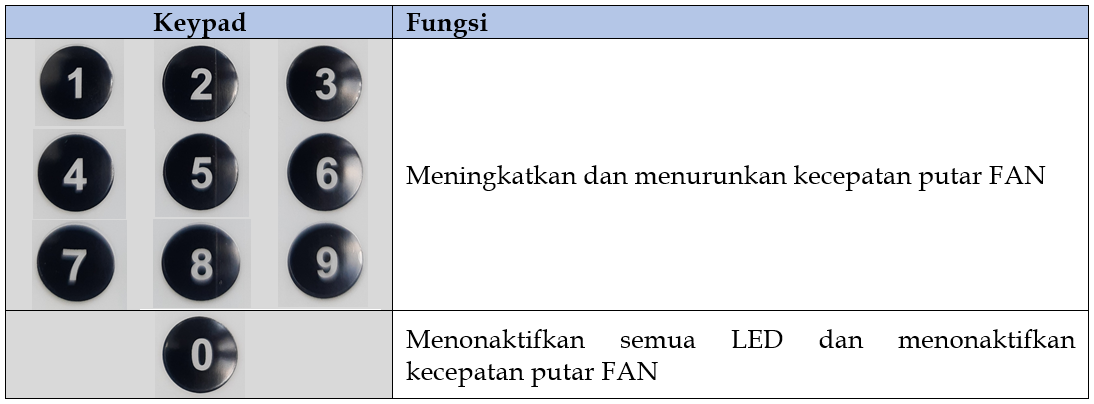 Keypad Fungsi
1 2 3
4 5 6
Meningkatkan dan menurunkan kecepatan putar FAN
7 8 9
0
Menonaktifkan semua LED dan menonaktifkan
kecepatan putar FAN